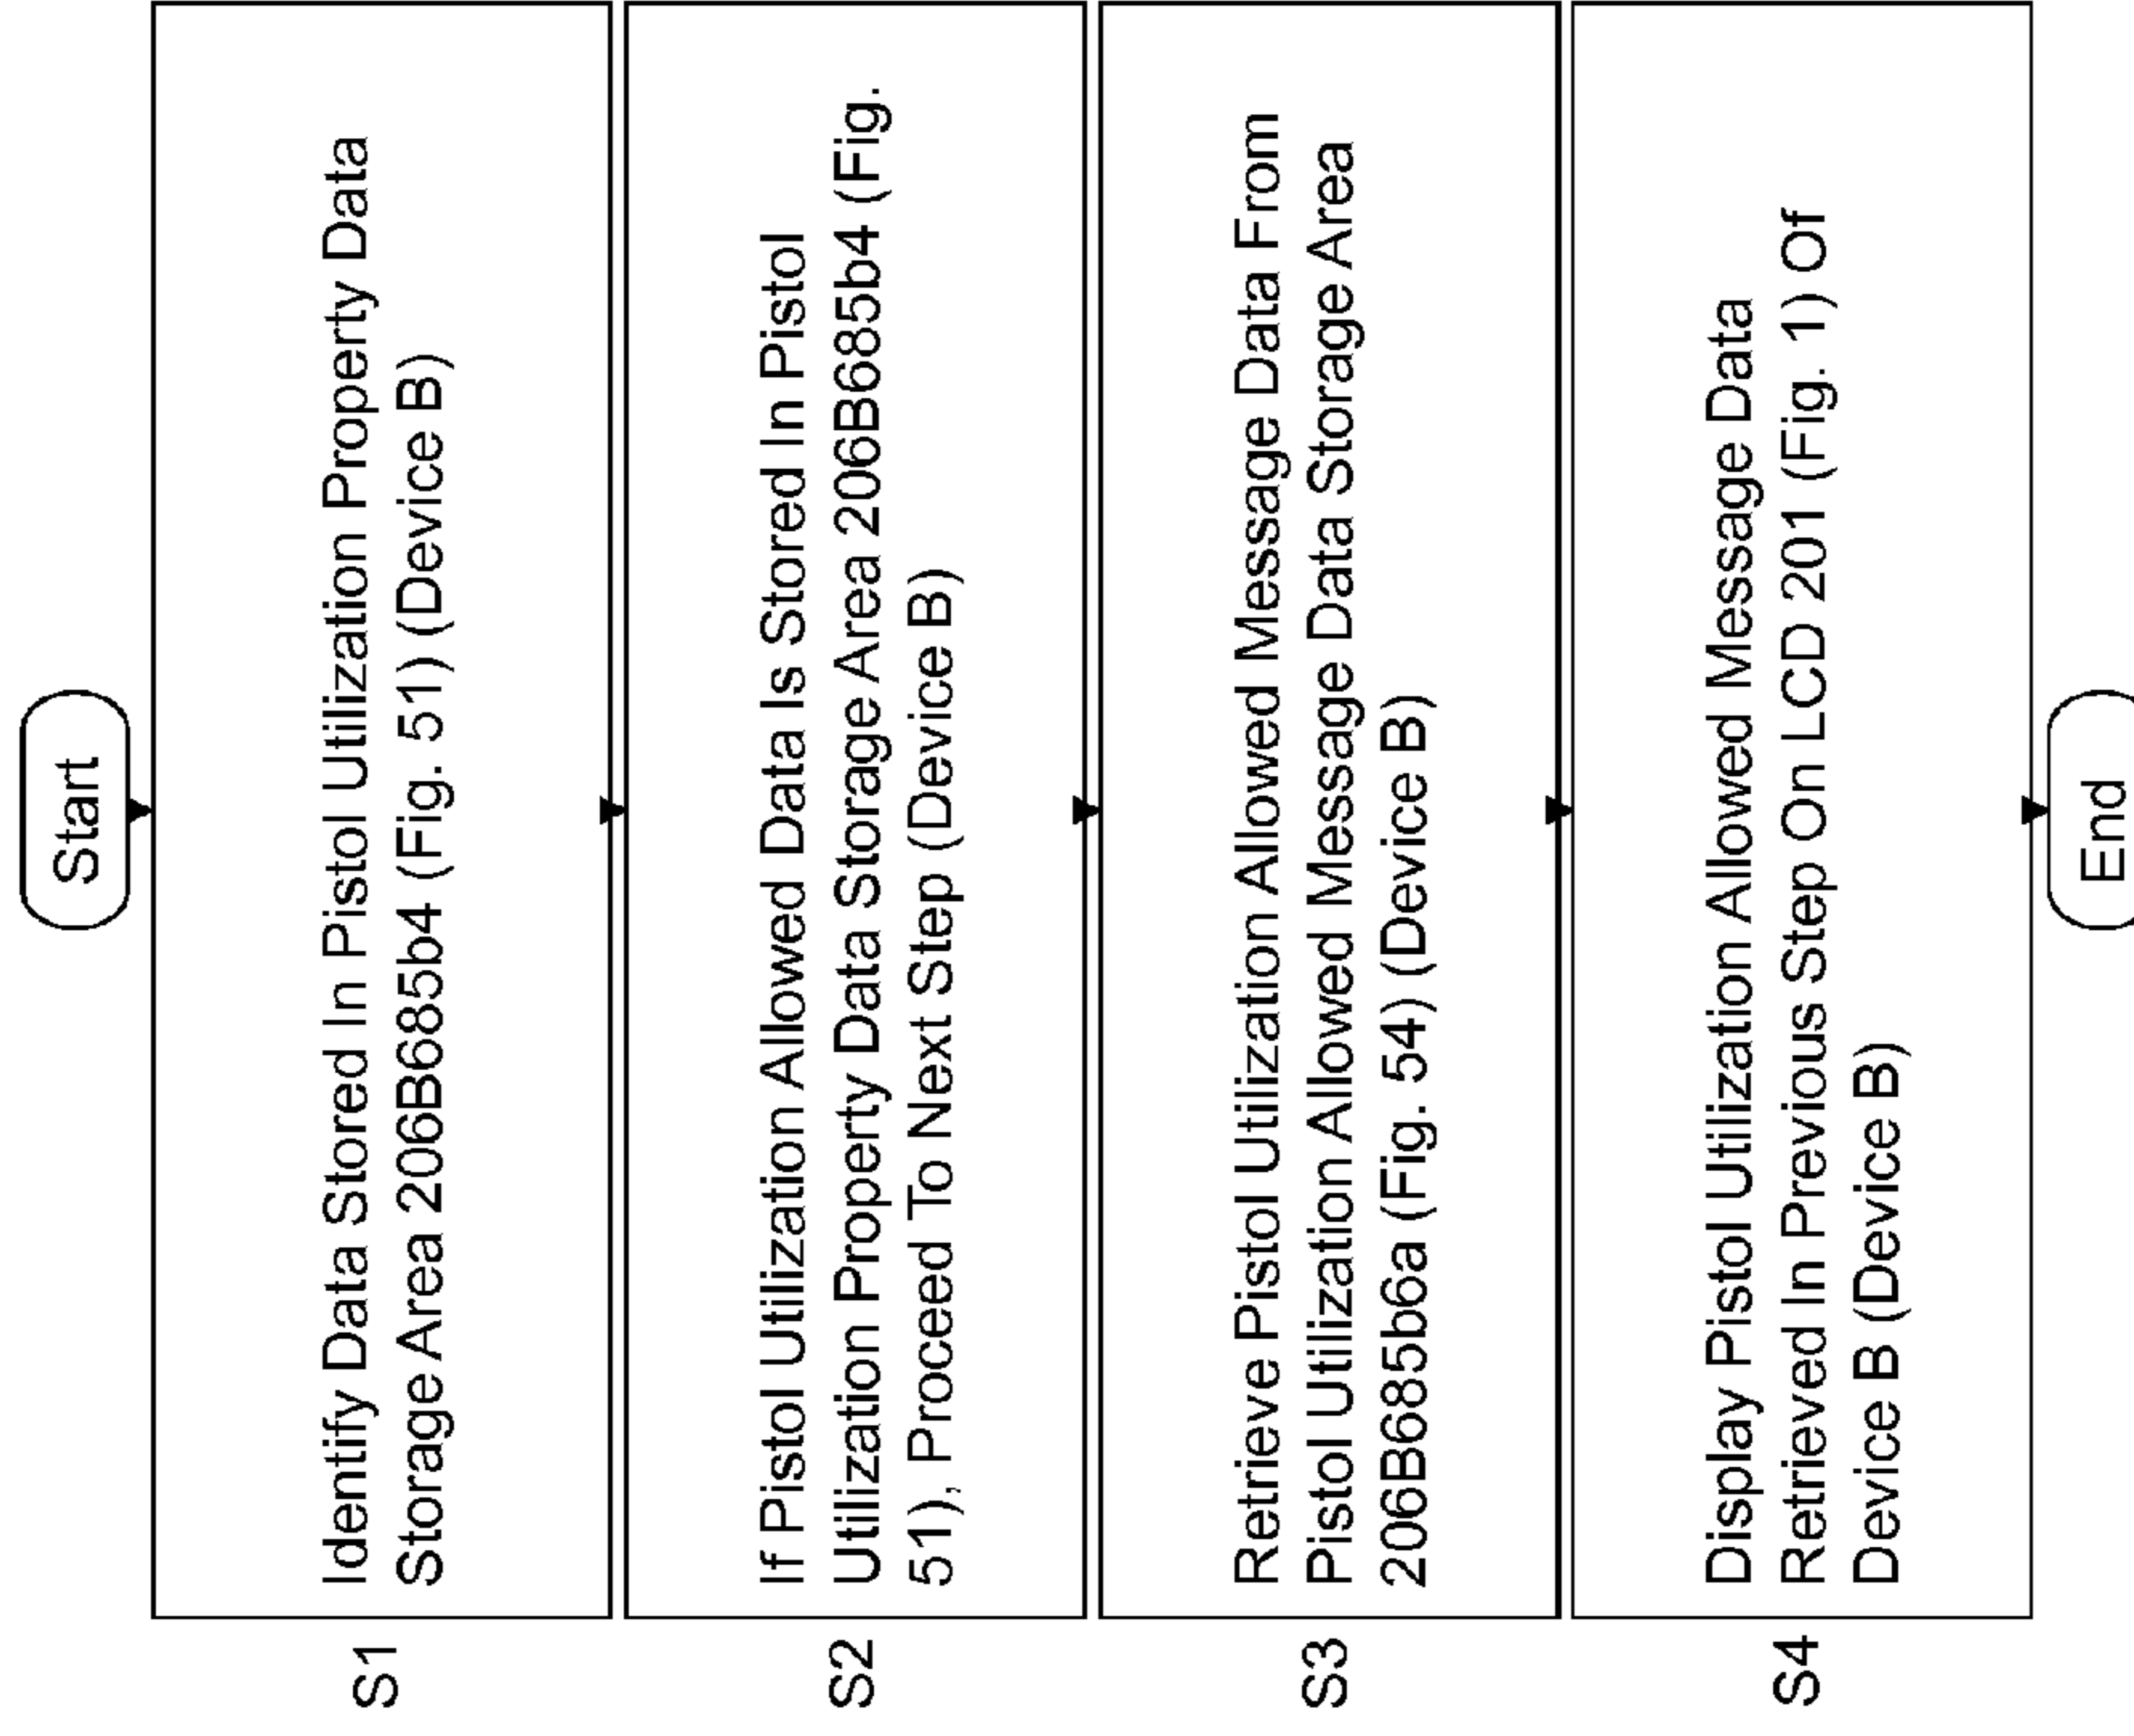 Start
S1
Identify Data Stored In Pistol Utilization Property Data
Storage Area 206B685b4 (Fig. 51) (Device B)
S2
If Pistol Utilization Allowed Data Is Stored In Pistol
Utilization Property Data Storage Area 206B685b4 (Fig.
51), Proceed To Next Step (Device B)
S3
Retrieve Pistol Utilization Allowed Message Data From
Pistol Utilization Allowed Message Data Storage Area
206B685b6a (Fig. 54) (Device B)
S4
Display Pistol Utilization Allowed Message Data
Retrieved In Previous Step On LCD 201 (Fig. 1) Of
Device B (Device B)
End